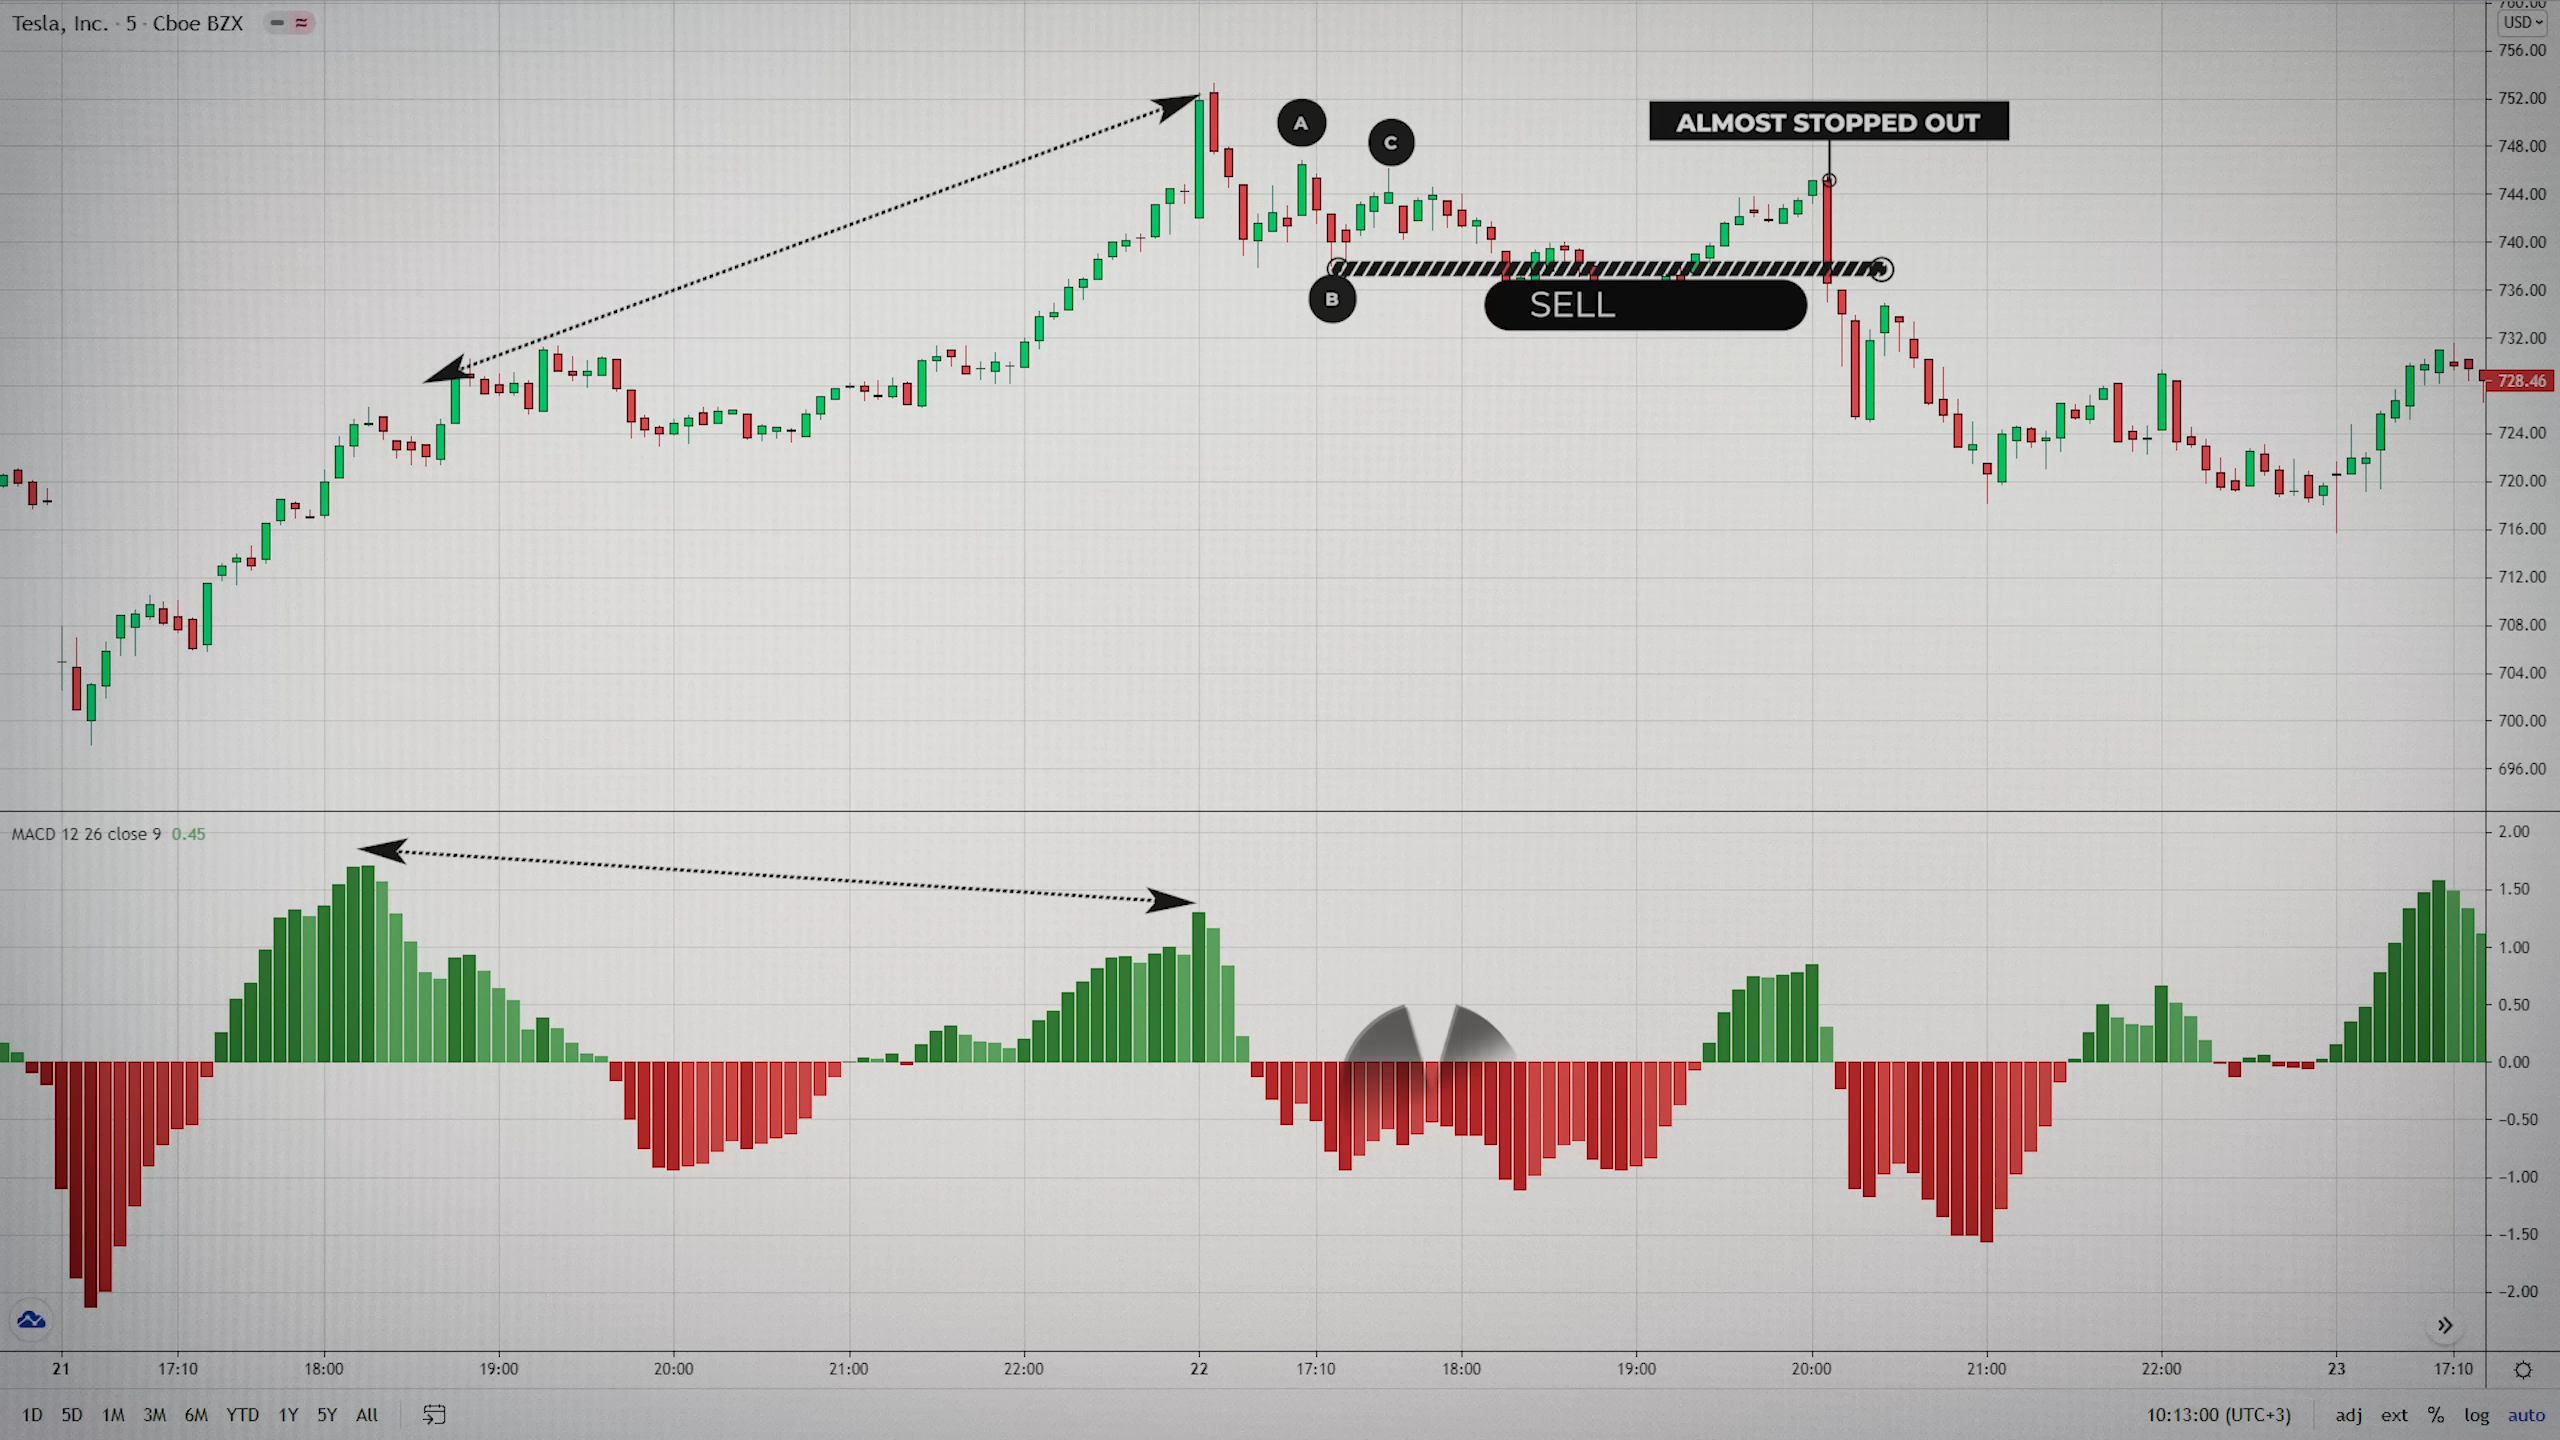 Tesla, Inc. · 5 · Cboe BZX
760.00
USD
756.00
752.00
748.00
744.00
740.00
736.00
732.00
728.46
724.00
720.00
716.00
712.00
708.00
704.00
700.00
696.00
A
C
B
ALMOST STOPPED OUT
SELL
MACD 12 26 close 9 0.45
2.00
1.50
1.00
0.50
0.00
−0.50
−1.00
−1.50
−2.00
21 17:10 18:00 19:00 20:00 21:00 22:00 22 17:10 18:00 19:00 20:00 21:00 22:00 23 17:10
1D 5D 1M 3M 6M YTD 1Y 5Y All
10:13:00 (UTC+3) adj ext % log auto